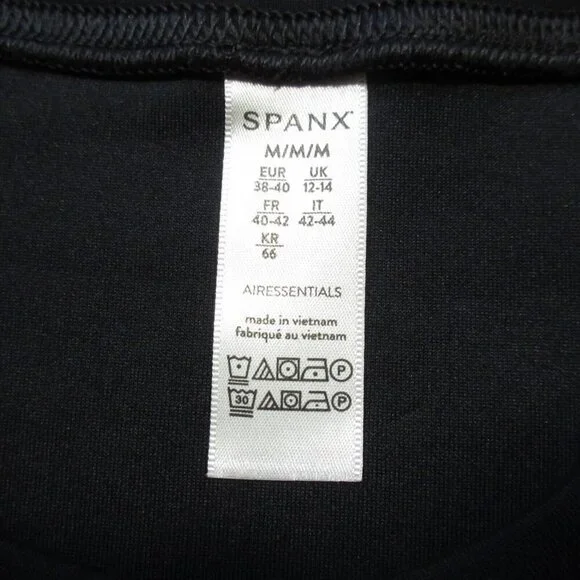 SPANX
M/M/M
EUR UK
38-40 12-14
FR IT
40-42 42-44
KR
66
AIRESSENTIALS
made in vietnam
fabriqué au vietnam
P
30 P